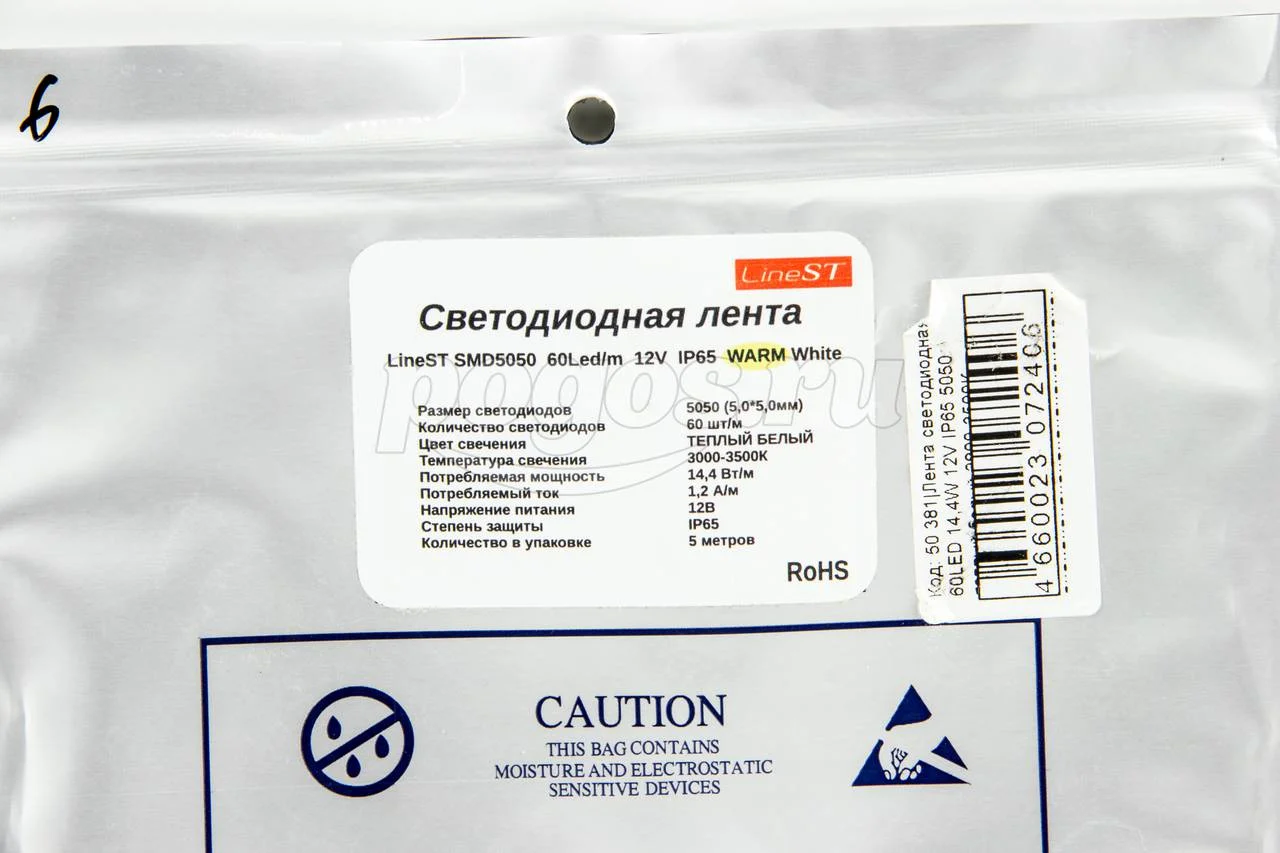 6
LineST
Светодиодная лента
LineST SMD5050 60Led/m 12V IP65 WARM White
Размер светодиодов 5050 (5,0*5,0мм)
Количество светодиодов 60 шт/м
Цвет свечения ТЕПЛЫЙ БЕЛЫЙ
Температура свечения 3000-3500К
Потребляемая мощность 14,4 Вт/м
Потребляемый ток 1,2 А/м
Напряжение питания 12В
Степень защиты IP65
Количество в упаковке 5 метров
RoHS
pogos.ru
Код: 50 381|Лента светодиодная
60LED 14,4W 12V IP65 5050
4 660023 072406
CAUTION
THIS BAG CONTAINS
MOISTURE AND ELECTROSTATIC
SENSITIVE DEVICES